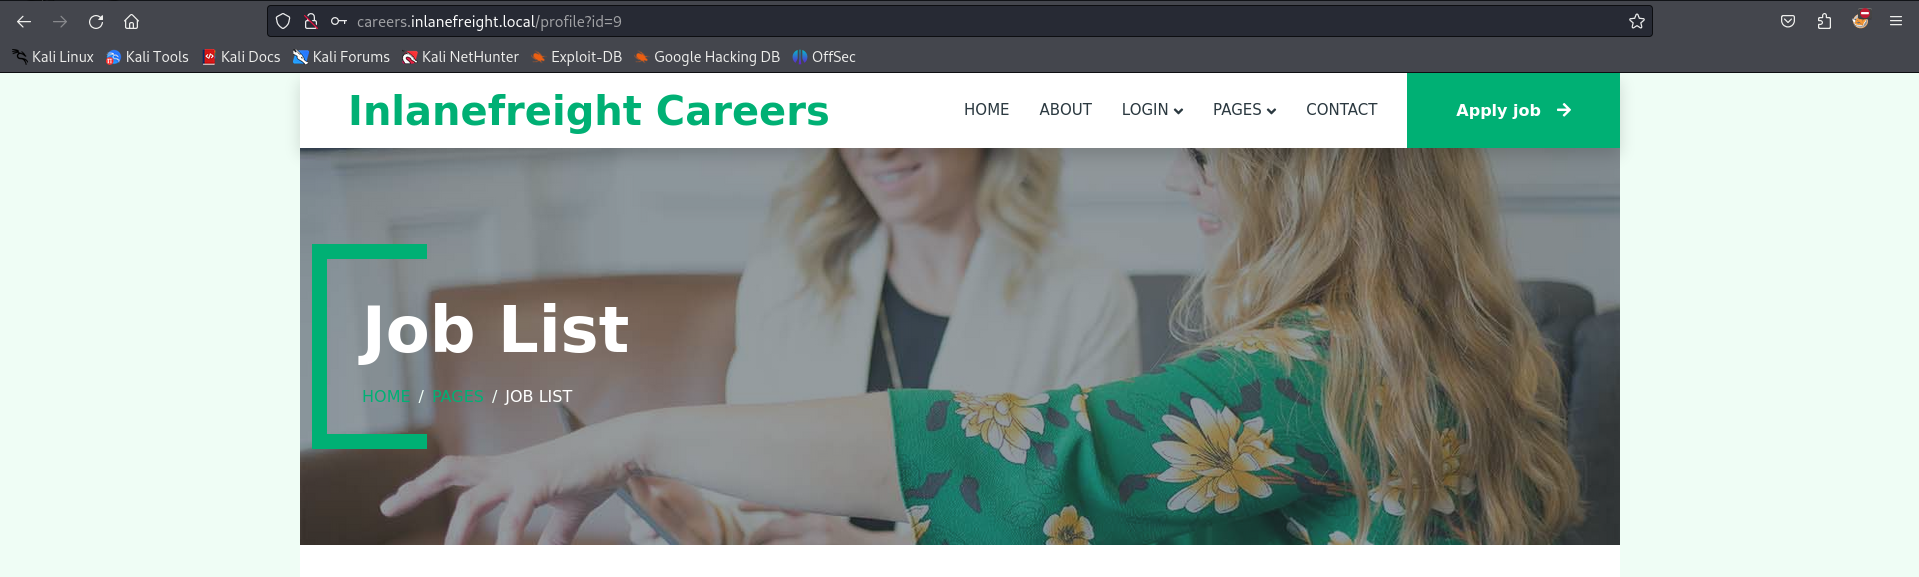 careers.inlanefreight.local/profile?id=9
Kali Linux Kali Tools Kali Docs Kali Forums Kali NetHunter Exploit-DB Google Hacking DB OffSec
Inlanefreight Careers HOME ABOUT LOGIN PAGES CONTACT Apply job
Job List
HOME / PAGES / JOB LIST